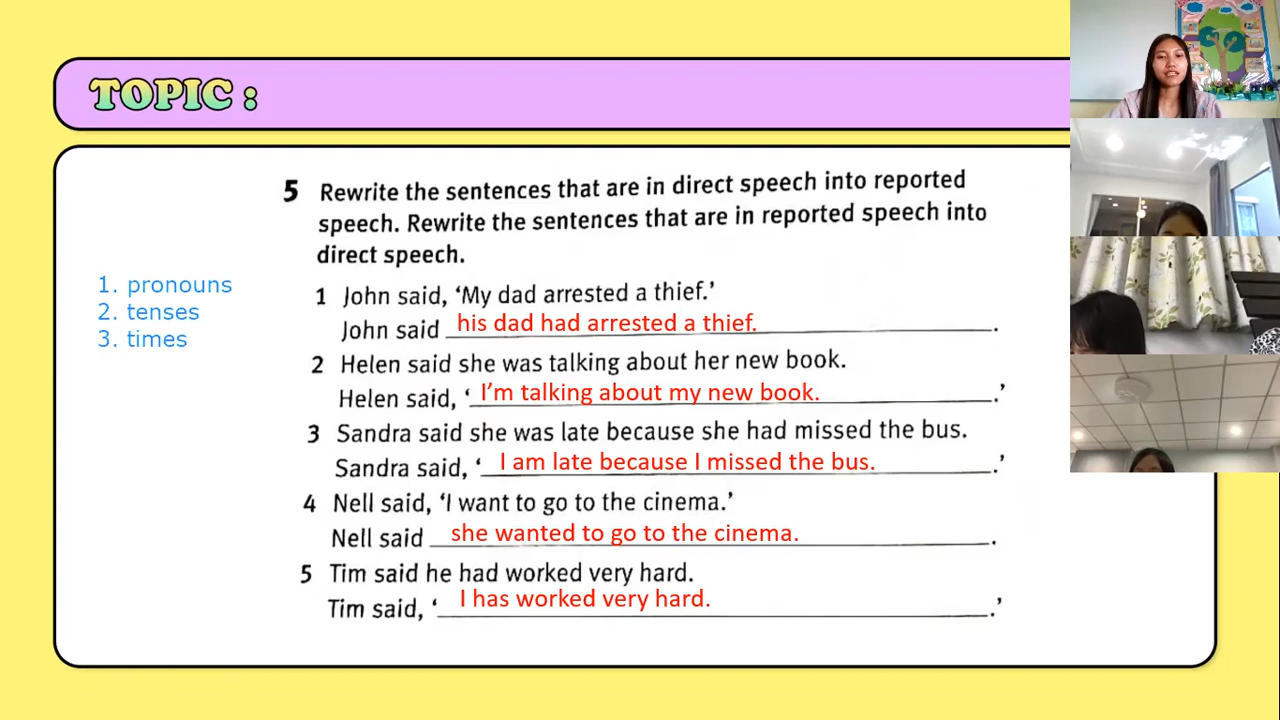 TOPIC :
5 Rewrite the sentences that are in direct speech into reported
speech. Rewrite the sentences that are in reported speech into
direct speech.
1. pronouns
2. tenses
3. times
1 John said, ‘My dad arrested a thief.’
John said his dad had arrested a thief. .
2 Helen said she was talking about her new book.
Helen said, ‘ I’m talking about my new book. .’
3 Sandra said she was late because she had missed the bus.
Sandra said, ‘ I am late because I missed the bus. .’
4 Nell said, ‘I want to go to the cinema.’
Nell said she wanted to go to the cinema. .
5 Tim said he had worked very hard.
Tim said, ‘ I has worked very hard. .’